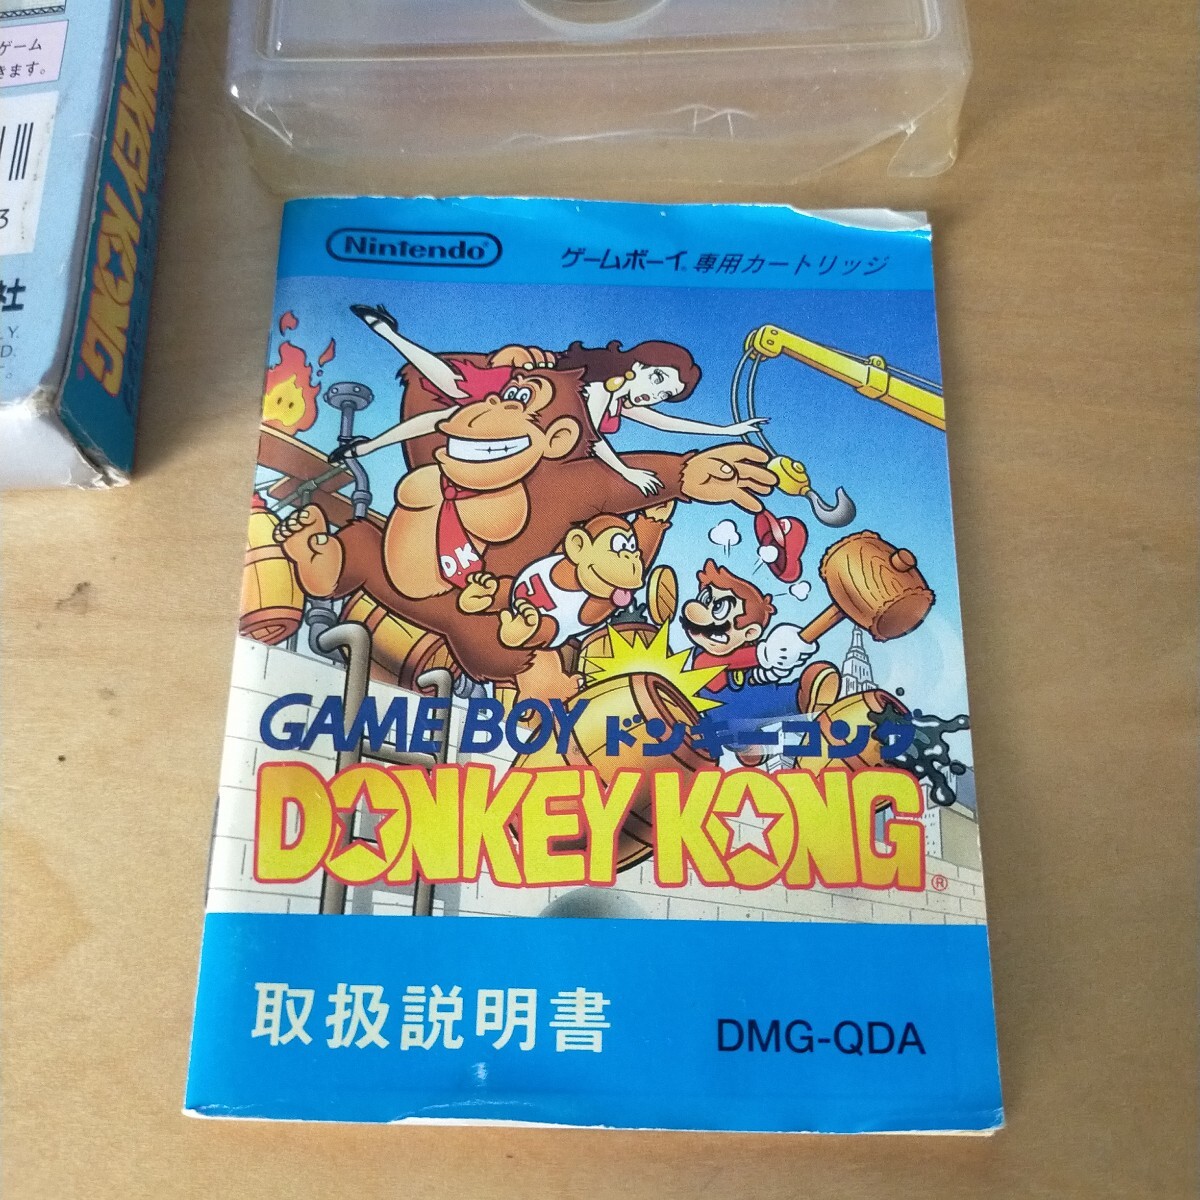 ゲーム
きます。
3
社
LY.
D.
DONKEY KONG
Nintendo®
ゲームボーイ®専用カートリッジ
D.K
GAME BOY ドンキーコング
DONKEY KONG®
取扱説明書
DMG-QDA